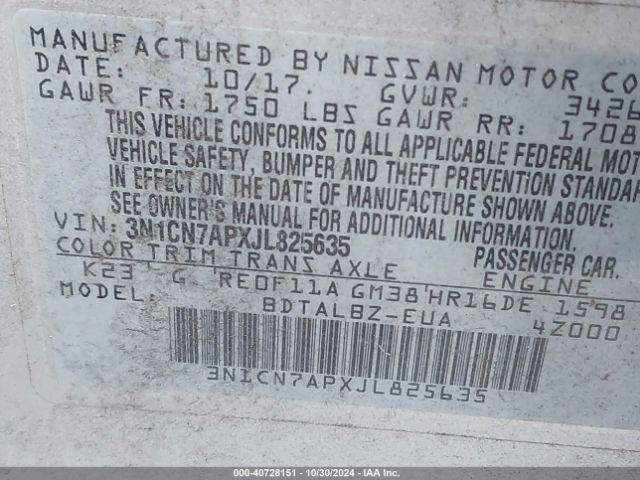 MANUFACTURED BY NISSAN MOTOR CO
DATE: 10/17. GVWR: 3426
GAWR FR: 1750 LBS GAWR RR: 1708
THIS VEHICLE CONFORMS TO ALL APPLICABLE FEDERAL MOT
VEHICLE SAFETY, BUMPER AND THEFT PREVENTION STANDA
IN EFFECT ON THE DATE OF MANUFACTURE SHOWN ABOVE.
SEE OWNER'S MANUAL FOR ADDITIONAL INFORMATION.
VIN: 3N1CN7APXJL825635 PASSENGER CAR.
COLOR TRIM TRANS AXLE ENGINE
K23 G RE0F11A GM38 HR16DE 1598
MODEL: BDTALBZ-EUA 4Z000
3N1CN7APXJL825635
000-40728151 | 10/30/2024 - IAA Inc.